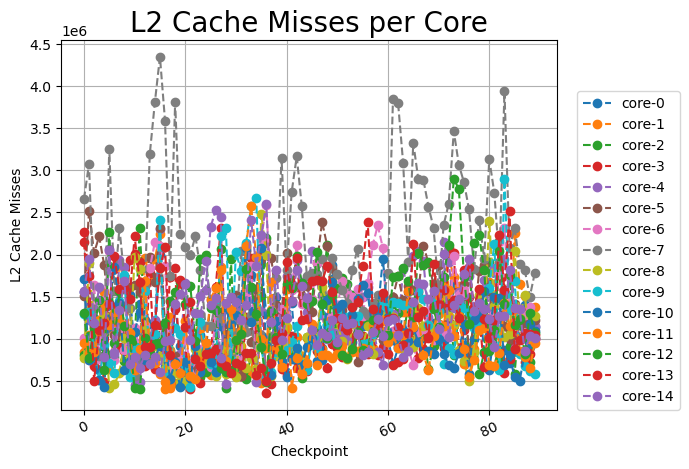 L2 Cache Misses per Core
1e6
4.5
4.0
3.5
3.0
2.5
2.0
1.5
1.0
0.5
L2 Cache Misses
0
20
40
60
80
Checkpoint
core-0
core-1
core-2
core-3
core-4
core-5
core-6
core-7
core-8
core-9
core-10
core-11
core-12
core-13
core-14